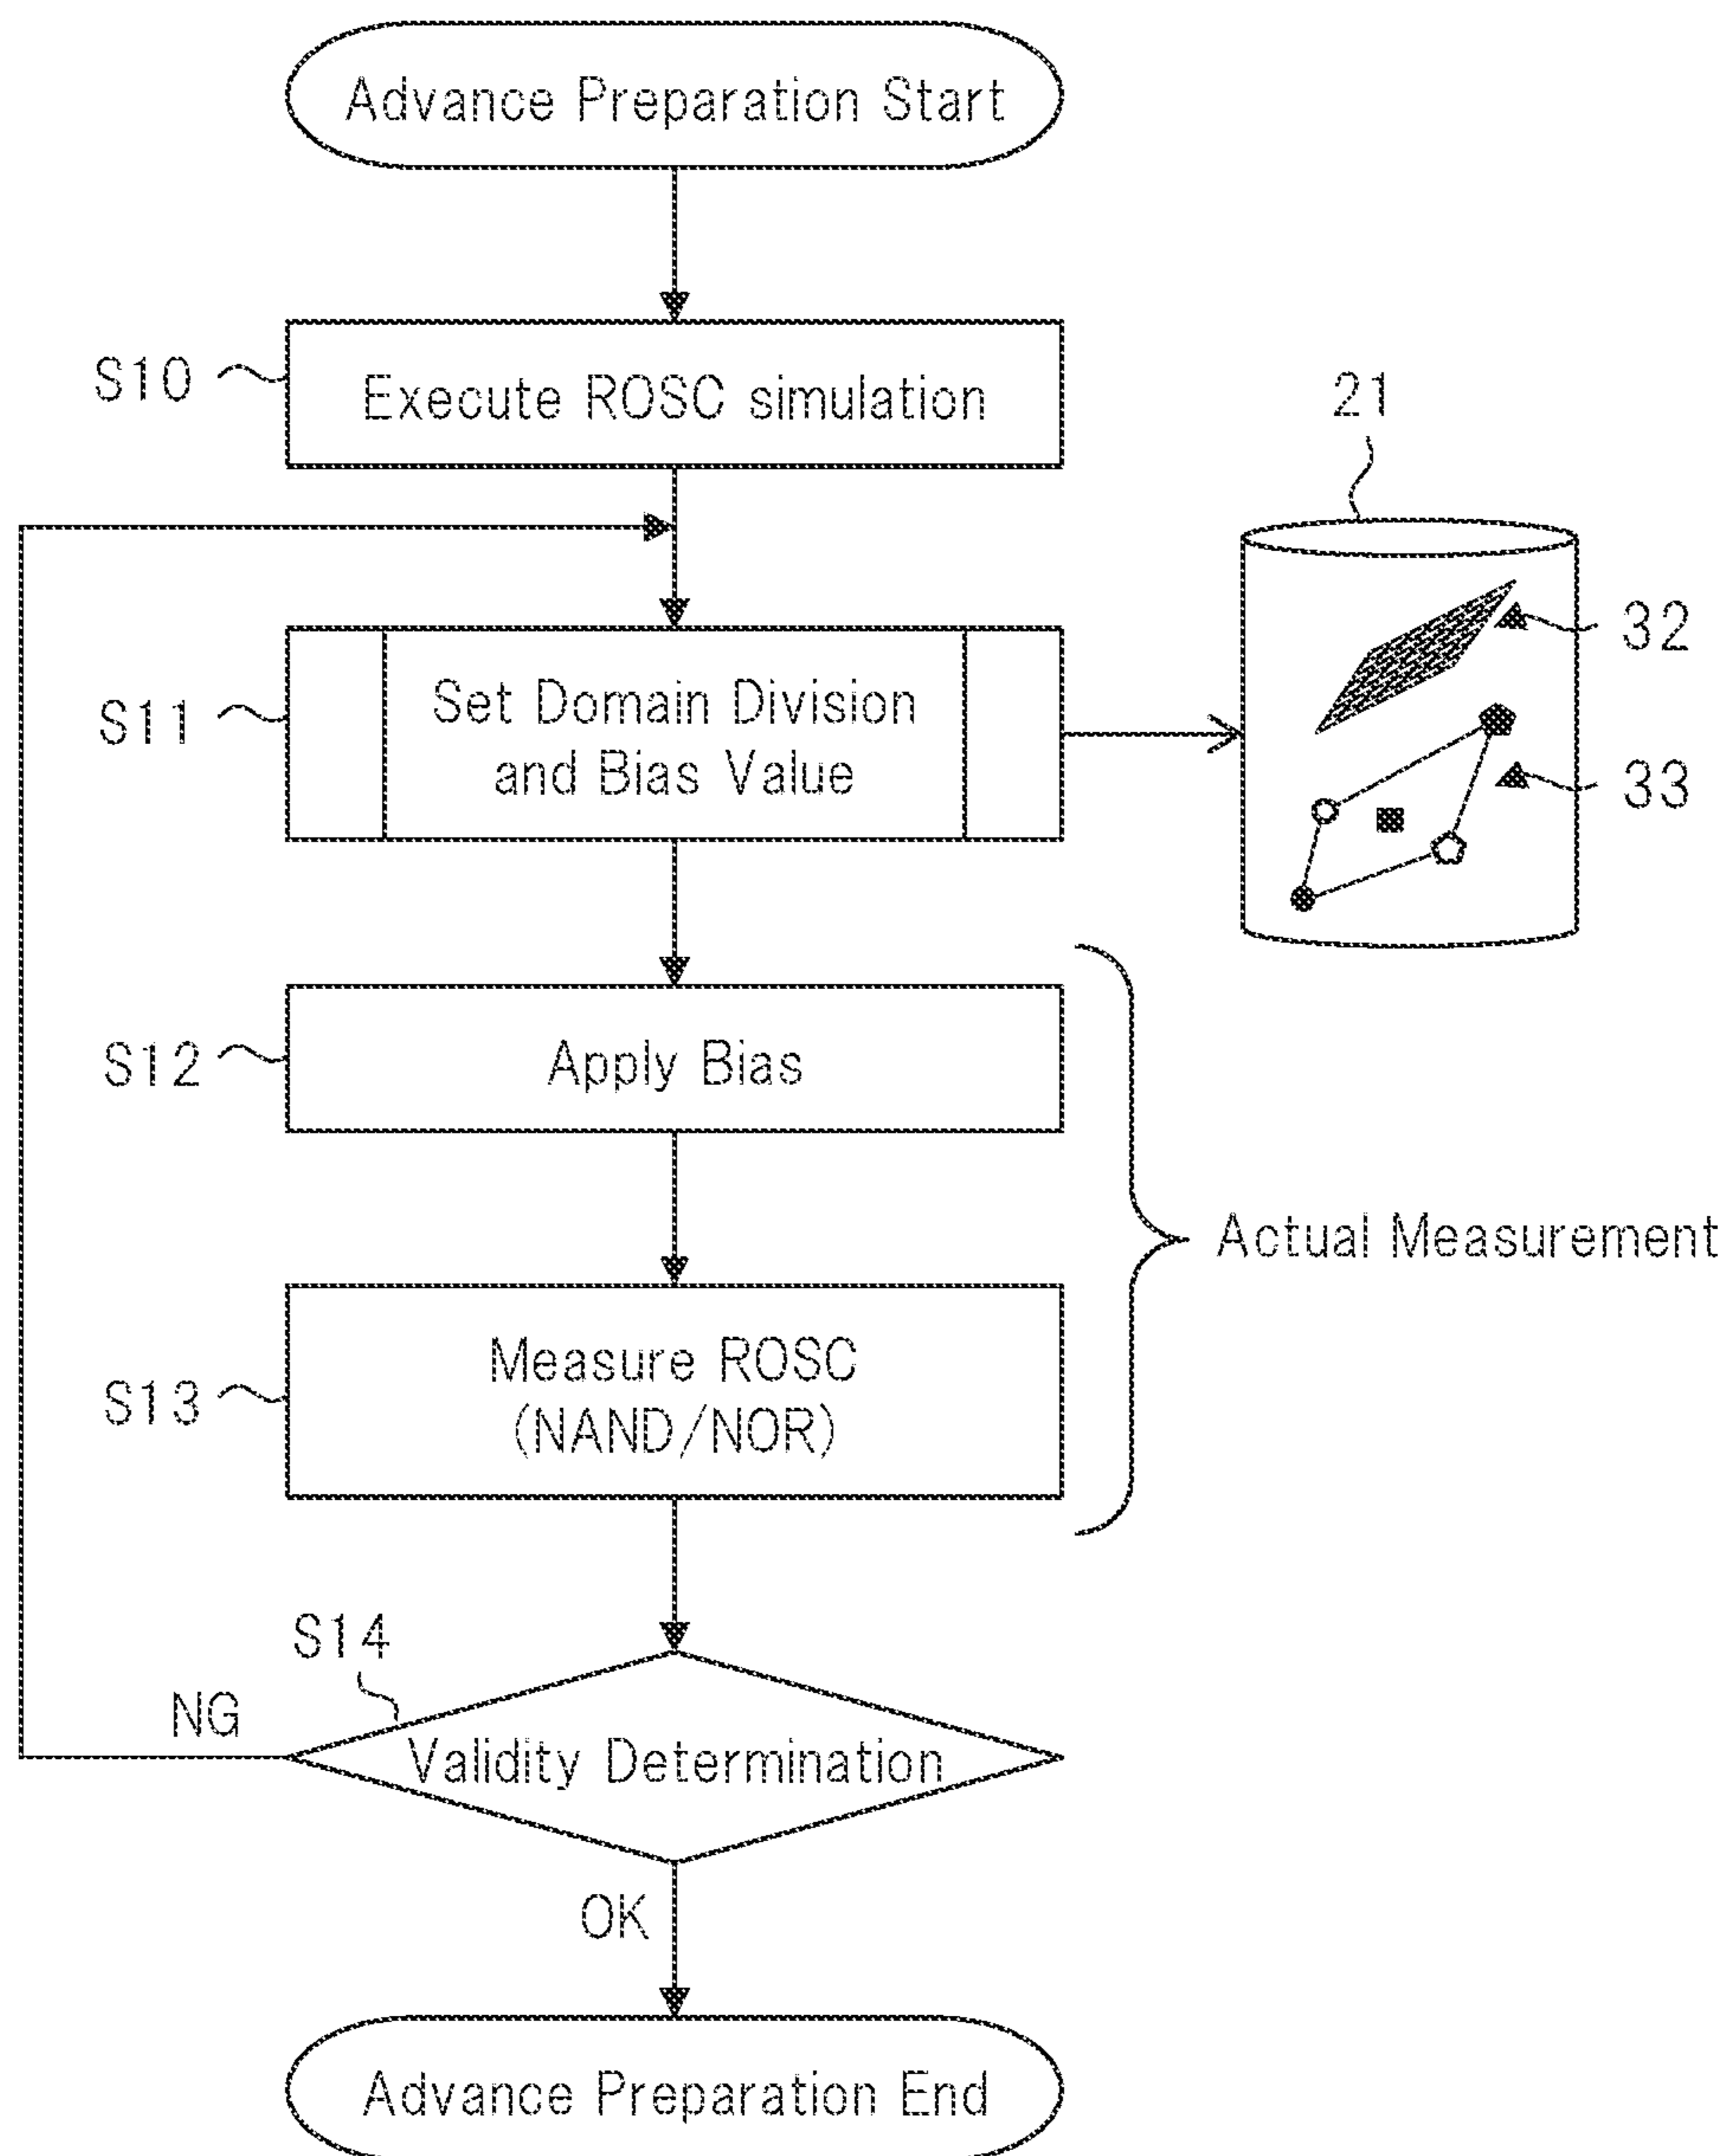 Advance Preparation Start
S10
Execute ROSC simulation
21
32
S11
Set Domain Division
and Bias Value
33
S12
Apply Bias
Actual Measurement
S13
Measure ROSC
(NAND/NOR)
S14
NG
Validity Determination
OK
Advance Preparation End